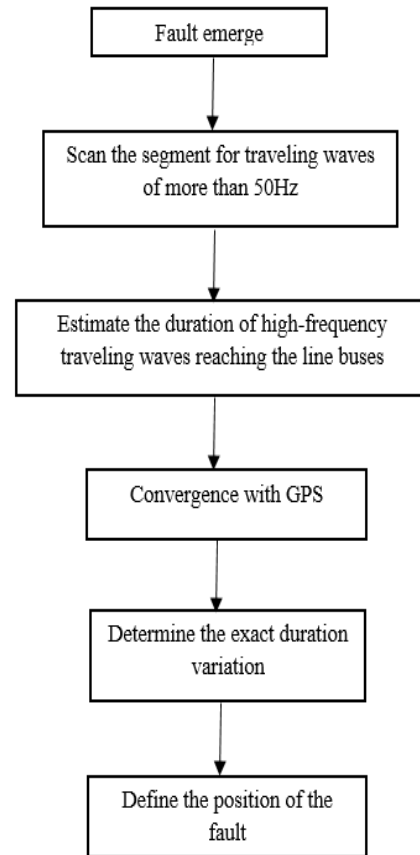 Fault emerge
Scan the segment for traveling waves
of more than 50Hz
Estimate the duration of high-frequency
traveling waves reaching the line buses
Convergence with GPS
Determine the exact duration
variation
Define the position of the
fault